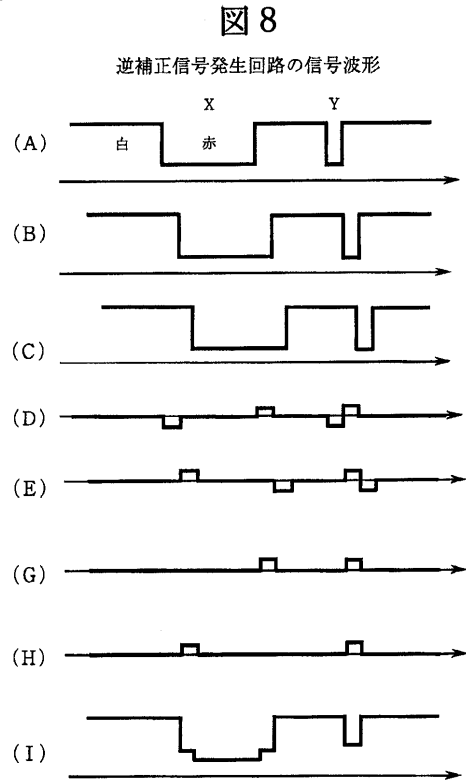 図8
逆補正信号発生回路の信号波形
X Y
(A) 白 赤
(B)
(C)
(D)
(E)
(G)
(H)
(I)